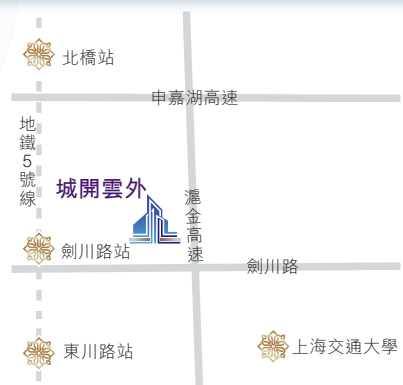 北橋站
申嘉湖高速
地鐵5號線
城開雲外
滬金高速
劍川路站
劍川路
東川路站
上海交通大學